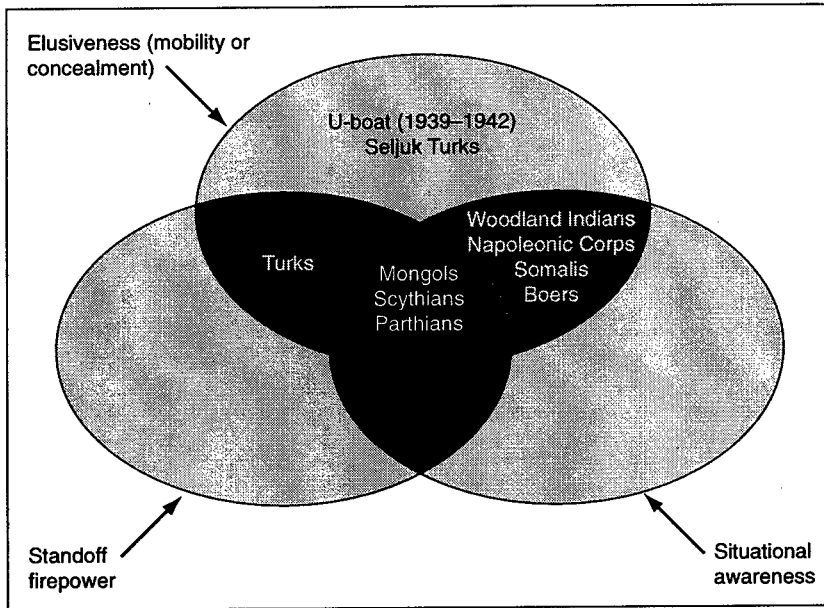 Elusiveness (mobility or
concealment)
U-boat (1939–1942)
Seljuk Turks
Woodland Indians
Napoleonic Corps
Somalis
Boers
Turks
Mongols
Scythians
Parthians
Standoff
firepower
Situational
awareness